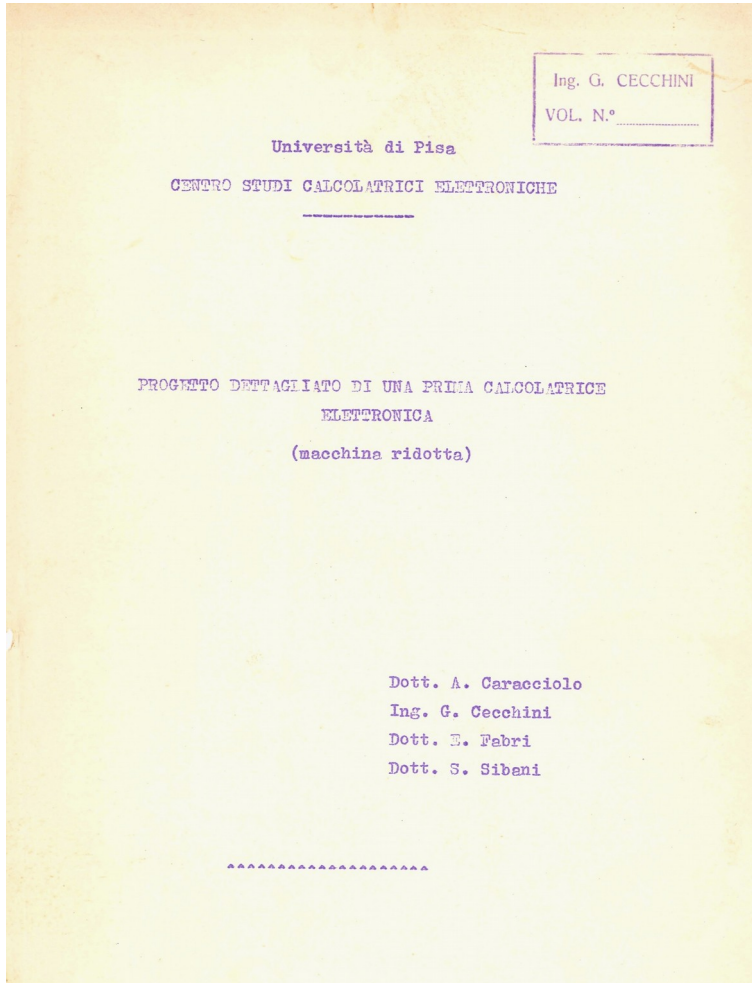 Ing. G. CECCHINI
VOL. N.º
Università di Pisa
CENTRO STUDI CALCOLATRICI ELETTRONICHE
PROGETTO DETTAGLIATO DI UNA PRIMA CALCOLATRICE
ELETTRONICA
(macchina ridotta)
Dott. A. Caracciolo
Ing. G. Cecchini
Dott. E. Fabri
Dott. S. Sibani
^^^^^^^^^^^^^^^^^^^^